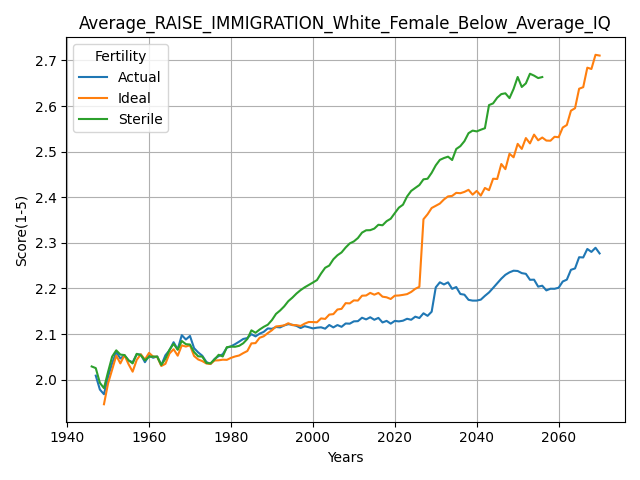 Average_RAISE_IMMIGRATION_White_Female_Below_Average_IQ
Fertility
Actual
Ideal
Sterile
Score(1-5)
2.7
2.6
2.5
2.4
2.3
2.2
2.1
2.0
1940 1960 1980 2000 2020 2040 2060
Years